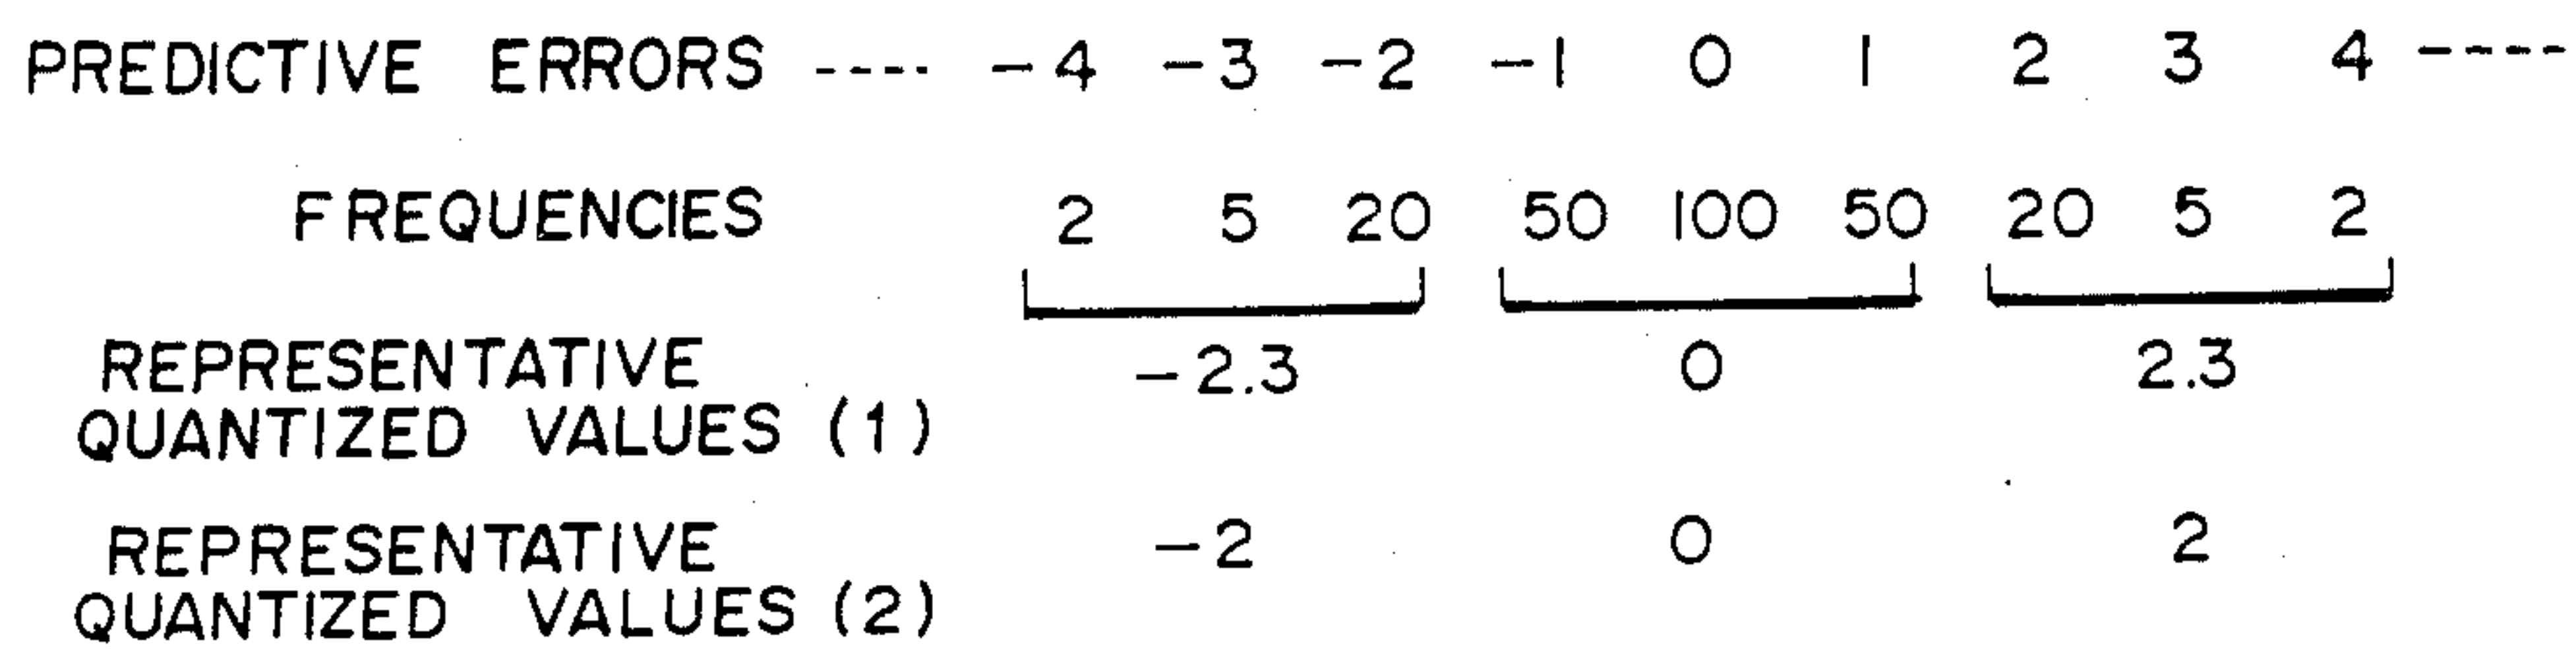 PREDICTIVE ERRORS ---- -4 -3 -2 -1 0 1 2 3 4 ----
FREQUENCIES 2 5 20 50 100 50 20 5 2
REPRESENTATIVE -2.3 0 2.3
QUANTIZED VALUES (1)
REPRESENTATIVE -2 0 2
QUANTIZED VALUES (2)